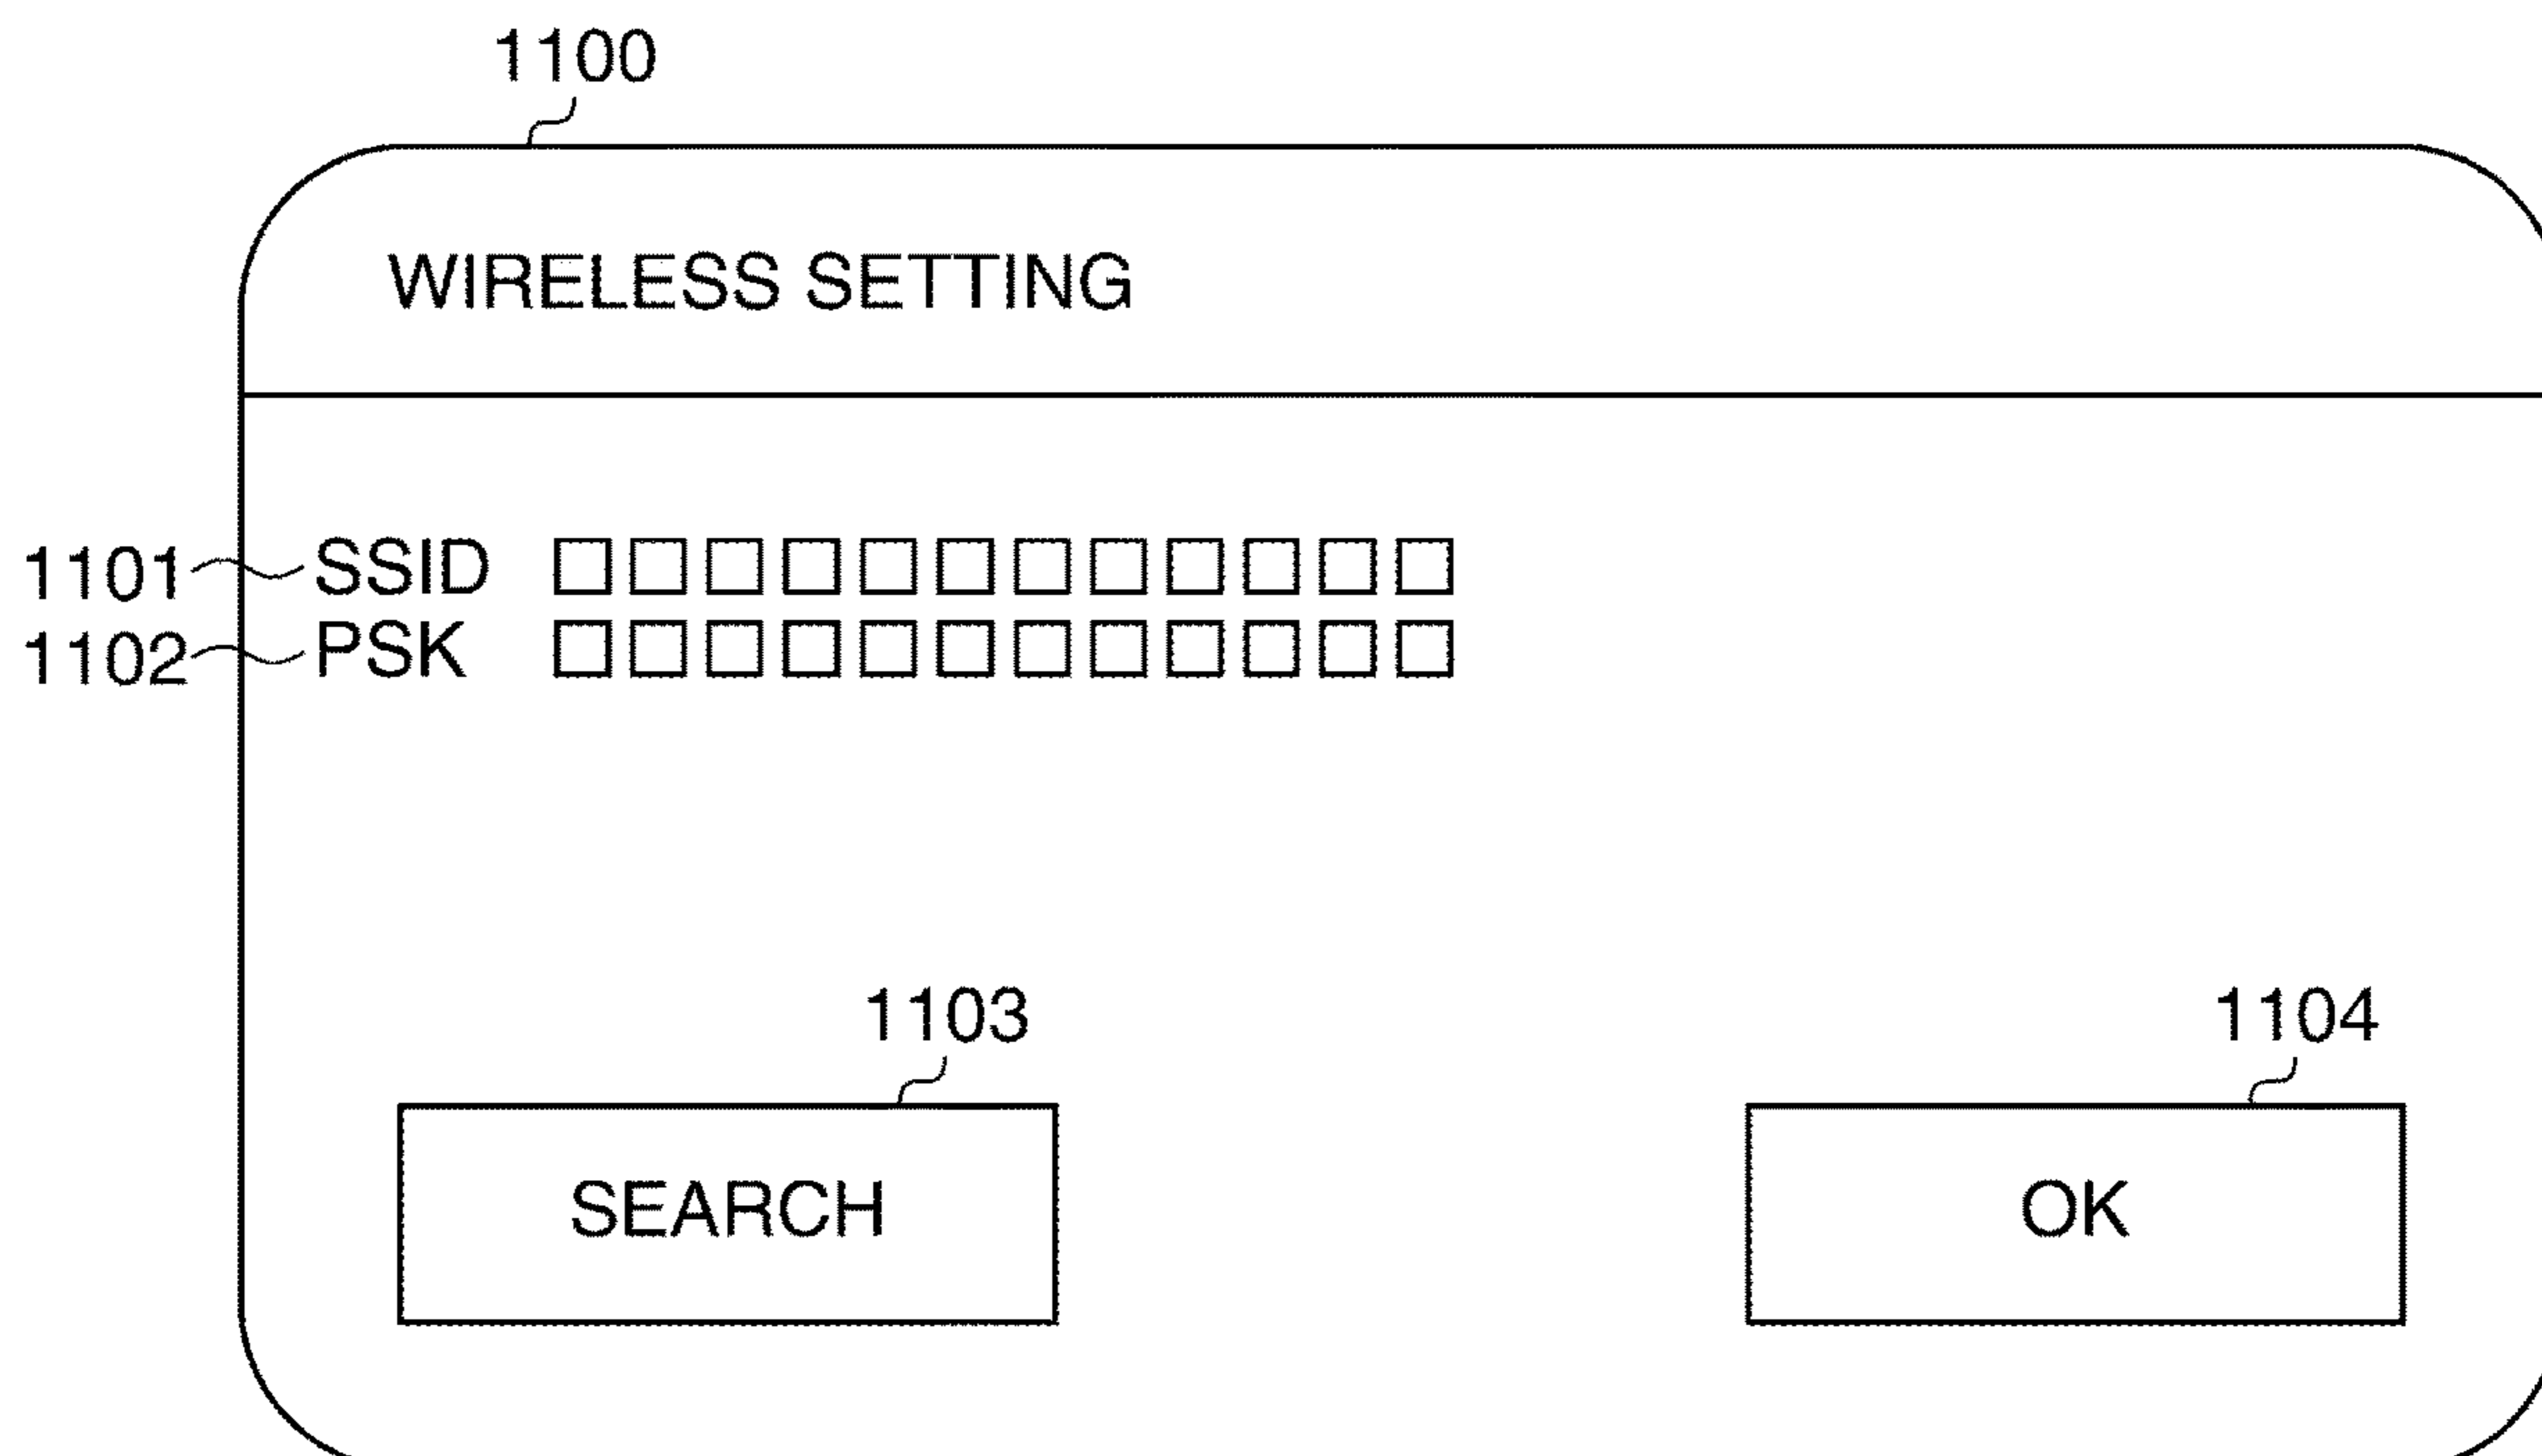 1100
WIRELESS SETTING
1101 SSID □□□□□□□□□□□□
1102 PSK □□□□□□□□□□□□
1103 1104
SEARCH OK